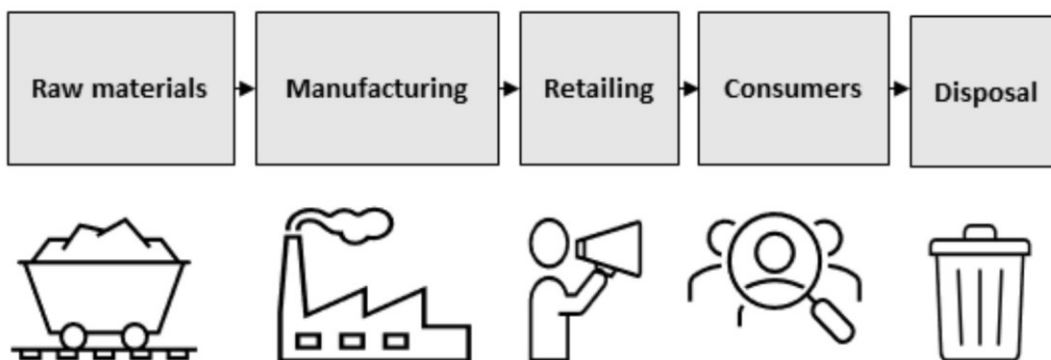 Raw materials
Manufacturing
Retailing
Consumers
Disposal